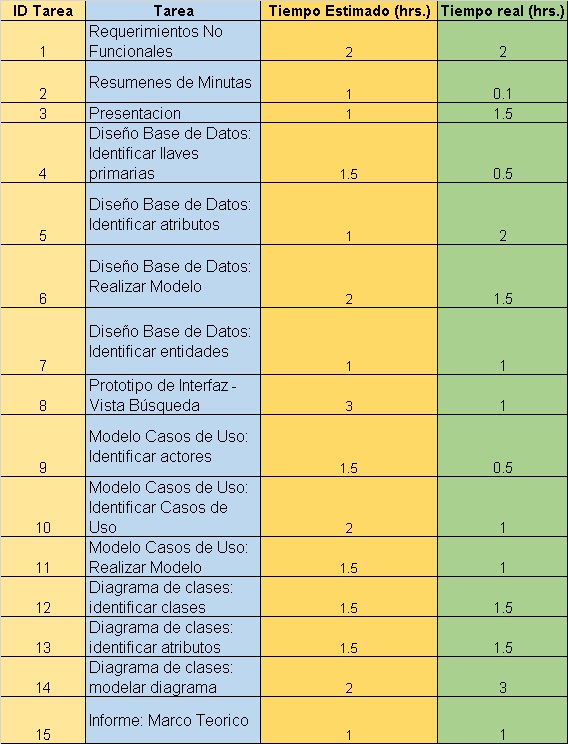 ID Tarea Tarea Tiempo Estimado (hrs.) Tiempo real (hrs.)
Requerimientos No
1 Funcionales 2 2
Resumenes de Minutas
2 1 0.1
3 Presentacion 1 1.5
Diseño Base de Datos:
Identificar llaves
4 primarias 1.5 0.5
Diseño Base de Datos:
Identificar atributos
5 1 2
Diseño Base de Datos:
Realizar Modelo
6 2 1.5
Diseño Base de Datos:
Identificar entidades
7 1 1
Prototipo de Interfaz -
8 Vista Búsqueda 3 1
Modelo Casos de Uso:
Identificar actores
9 1.5 0.5
Modelo Casos de Uso:
Identificar Casos de
10 Uso 2 1
Modelo Casos de Uso:
11 Realizar Modelo 1.5 1
Diagrama de clases:
12 identificar clases 1.5 1.5
Diagrama de clases:
13 identificar atributos 1.5 1.5
Diagrama de clases:
14 modelar diagrama 2 3
Informe: Marco Teorico
15 1 1